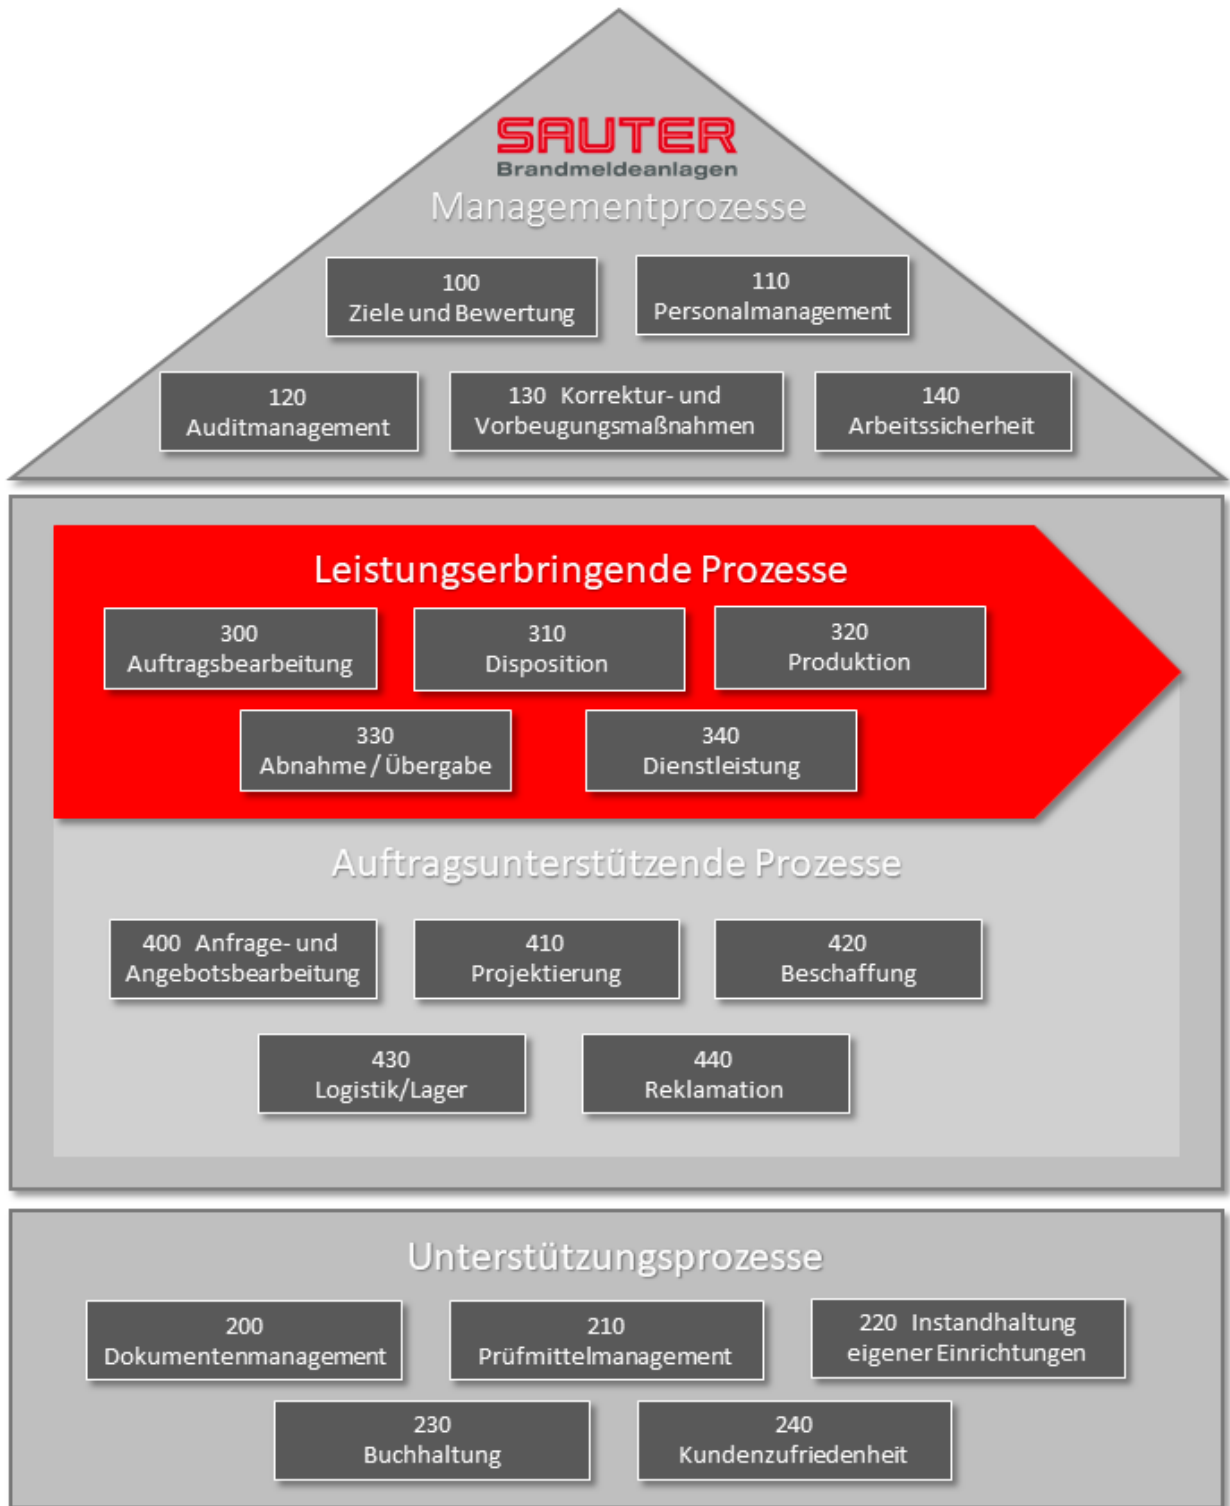 SAUTER
Brandmeldeanlagen
Managementprozesse
100
Ziele und Bewertung
110
Personalmanagement
120
Auditmanagement
130 Korrektur- und
Vorbeugungsmaßnahmen
140
Arbeitssicherheit
Leistungserbringende Prozesse
300
Auftragsbearbeitung
310
Disposition
320
Produktion
330
Abnahme / Übergabe
340
Dienstleistung
Auftragsunterstützende Prozesse
400 Anfrage- und
Angebotsbearbeitung
410
Projektierung
420
Beschaffung
430
Logistik/Lager
440
Reklamation
Unterstützungsprozesse
200
Dokumentenmanagement
210
Prüfmittelmanagement
220 Instandhaltung
eigener Einrichtungen
230
Buchhaltung
240
Kundenzufriedenheit